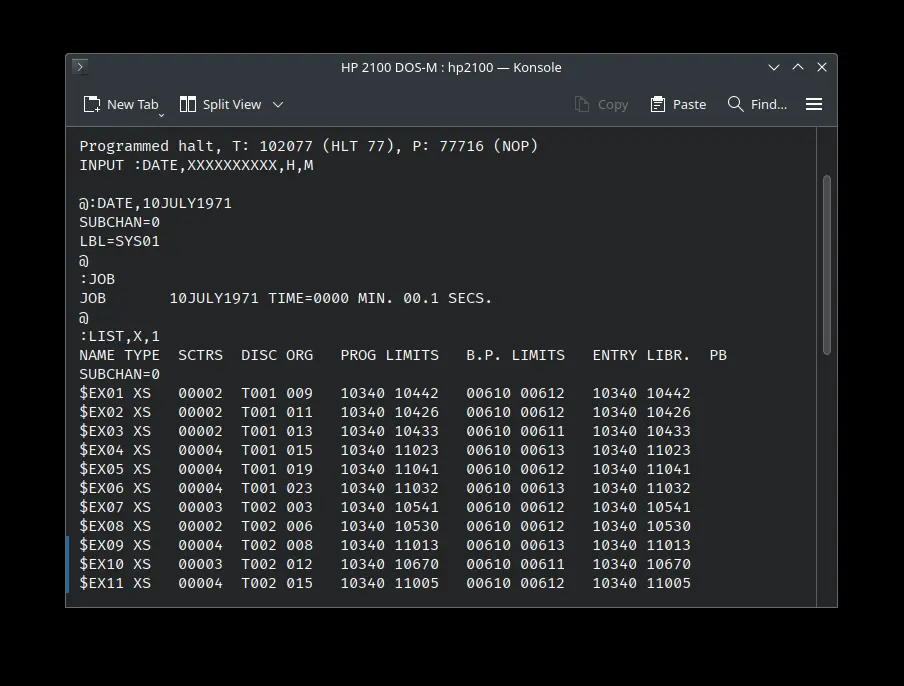 HP 2100 DOS-M : hp2100 — Konsole
New Tab Split View Copy Paste Find...
Programmed halt, T: 102077 (HLT 77), P: 77716 (NOP)
INPUT :DATE,XXXXXXXXXX,H,M
@:DATE,10JULY1971
SUBCHAN=0
LBL=SYS01
@
:JOB
JOB       10JULY1971 TIME=0000 MIN. 00.1 SECS.
@
:LIST,X,1
NAME TYPE  SCTRS  DISC ORG   PROG LIMITS   B.P. LIMITS   ENTRY LIBR.  PB
SUBCHAN=0
$EX01 XS   00002  T001 009   10340 10442   00610 00612   10340 10442
$EX02 XS   00002  T001 011   10340 10426   00610 00612   10340 10426
$EX03 XS   00002  T001 013   10340 10433   00610 00611   10340 10433
$EX04 XS   00004  T001 015   10340 11023   00610 00613   10340 11023
$EX05 XS   00004  T001 019   10340 11041   00610 00612   10340 11041
$EX06 XS   00004  T001 023   10340 11032   00610 00613   10340 11032
$EX07 XS   00003  T002 003   10340 10541   00610 00612   10340 10541
$EX08 XS   00002  T002 006   10340 10530   00610 00612   10340 10530
$EX09 XS   00004  T002 008   10340 11013   00610 00613   10340 11013
$EX10 XS   00003  T002 012   10340 10670   00610 00611   10340 10670
$EX11 XS   00004  T002 015   10340 11005   00610 00612   10340 11005